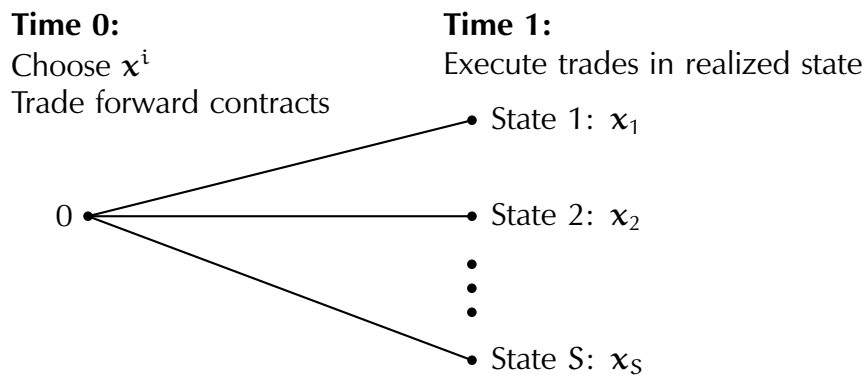 Time 0:
Choose xⁱ
Trade forward contracts
Time 1:
Execute trades in realized state
State 1: x₁
0
State 2: x₂
State S: x_S